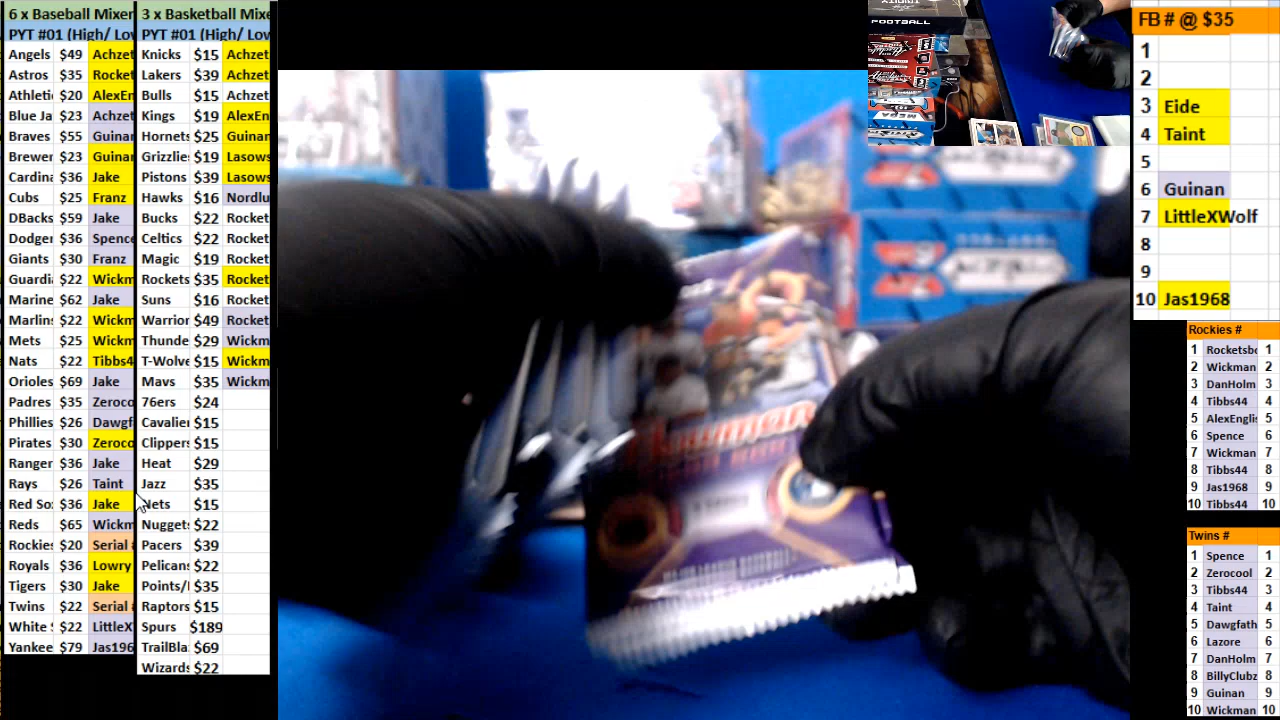 6 x Baseball Mixer
PYT #01 (High/ Lov
Angels $49 Achzet
Astros $35 Rocket
Athleti $20 AlexEn
Blue Ja $23 Achzet
Braves $55 Guinar
Brewer $23 Guinar
Cardina $36 Jake
Cubs $25 Franz
DBacks $59 Jake
Dodger $36 Spence
Giants $30 Franz
Guardi $22 Wickm
Marine $62 Jake
Marlins $22 Wickm
Mets $25 Wickm
Nats $22 Tibbs4
Orioles $69 Jake
Padres $35 Zeroco
Phillies $26 Dawgf
Pirates $30 Zeroco
Ranger $36 Jake
Rays $26 Taint
Red So $36 Jake
Reds $65 Wickm
Rockies $20 Serial
Royals $36 Lowry
Tigers $30 Jake
Twins $22 Serial
White $22 LittleX
Yankee $79 Jas196
3 x Basketball Mixe
PYT #01 (High/ Lov
Knicks $15 Achzet
Lakers $39 Achzet
Bulls $15 Achzet
Kings $19 AlexEn
Hornets $25 Guinan
Grizzlies $19 Lasows
Pistons $39 Lasows
Hawks $16 Nordlu
Bucks $22 Rocket
Celtics $22 Rocket
Magic $19 Rocket
Rockets $35 Rocket
Suns $16 Rocket
Warrior $49 Rocket
Thunde $29 Wickm
T-Wolve $15 Wickm
Mavs $35 Wickm
76ers $24
Cavalier $15
Clippers $15
Heat $29
Jazz $35
Nets $15
Nugget $22
Pacers $39
Pelican $22
Points/ $35
Raptors $15
Spurs $189
TrailBla $69
Wizards $22
FOOTBALL
Bowman
FB # @ $35
1
2
3 Eide
4 Taint
5
6 Guinan
7 LittleXWolf
8
9
10 Jas1968
Rockies #
1 Rocketsb 1
2 Wickman 2
3 DanHolm 3
4 Tibbs44 4
5 AlexEnglis 5
6 Spence 6
7 Wickman 7
8 Tibbs44 8
9 Jas1968 9
10 Tibbs44 10
Twins #
1 Spence 1
2 Zerocool 2
3 Tibbs44 3
4 Taint 4
5 Dawgfath 5
6 Lazore 6
7 DanHolm 7
8 BillyClubz 8
9 Guinan 9
10 Wickman 10